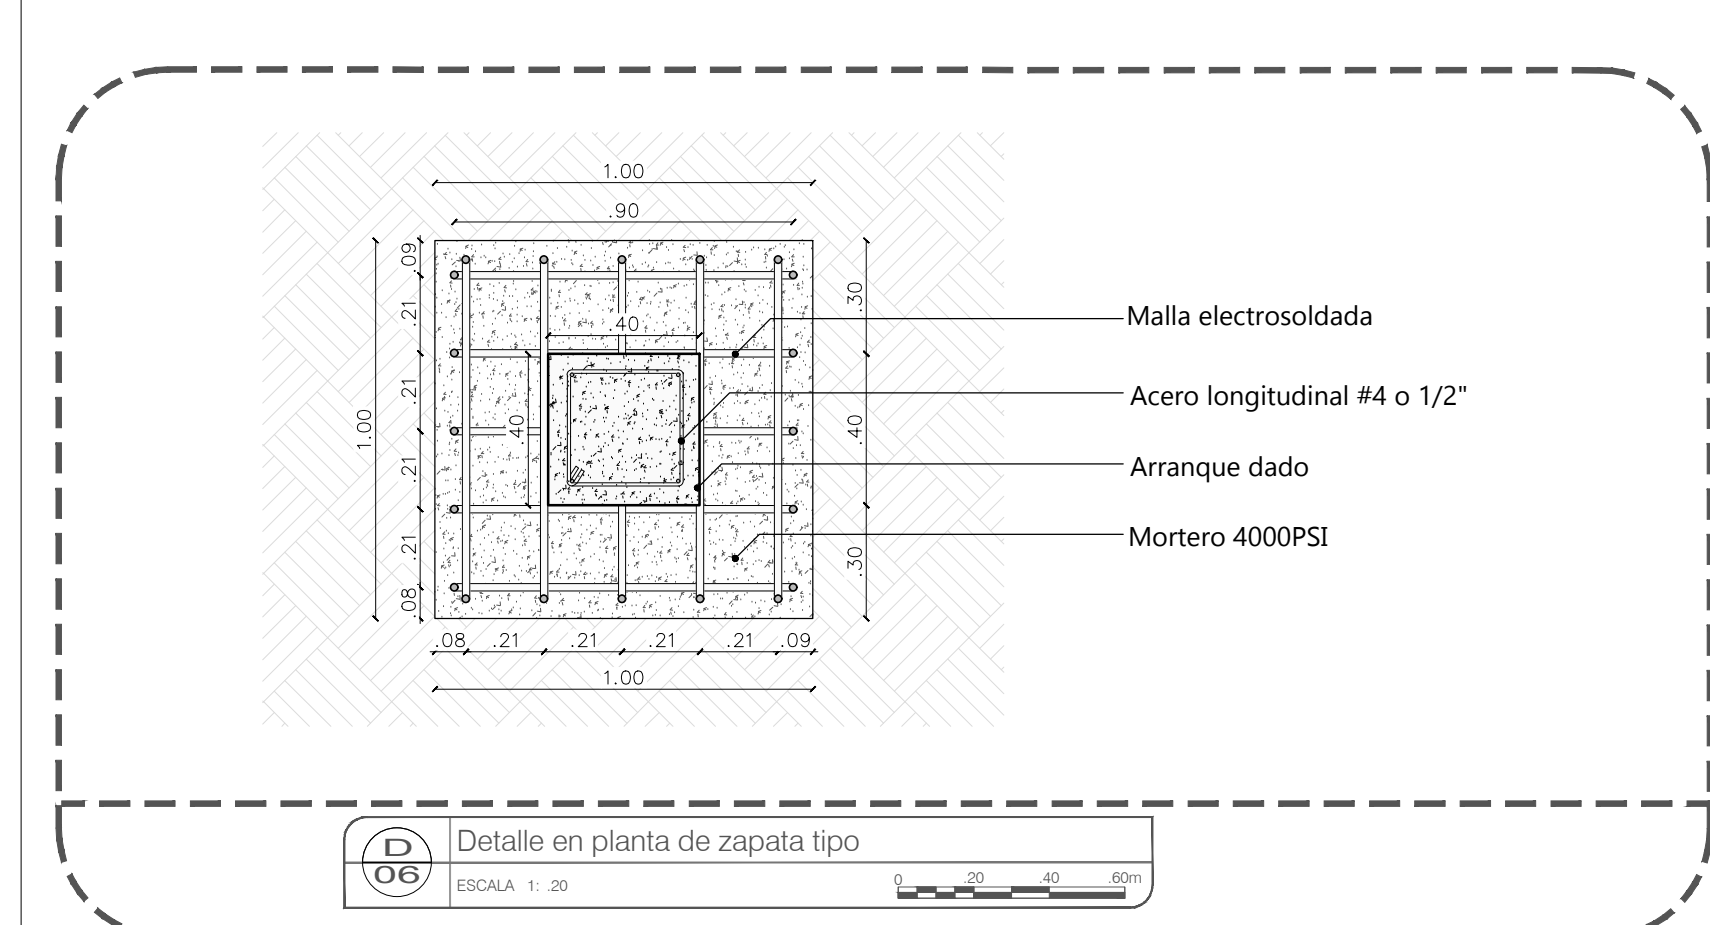 1.00
.90
.09
.21
.30
.40
Malla electrosoldada
.21
Acero longitudinal #4 o 1/2"
1.00
.40
.40
.21
Arranque dado
.21
Mortero 4000PSI
.30
.08
.08 .21 .21 .21 .21 .09
1.00
D
06
Detalle en planta de zapata tipo
ESCALA 1: .20
0 .20 .40 .60m